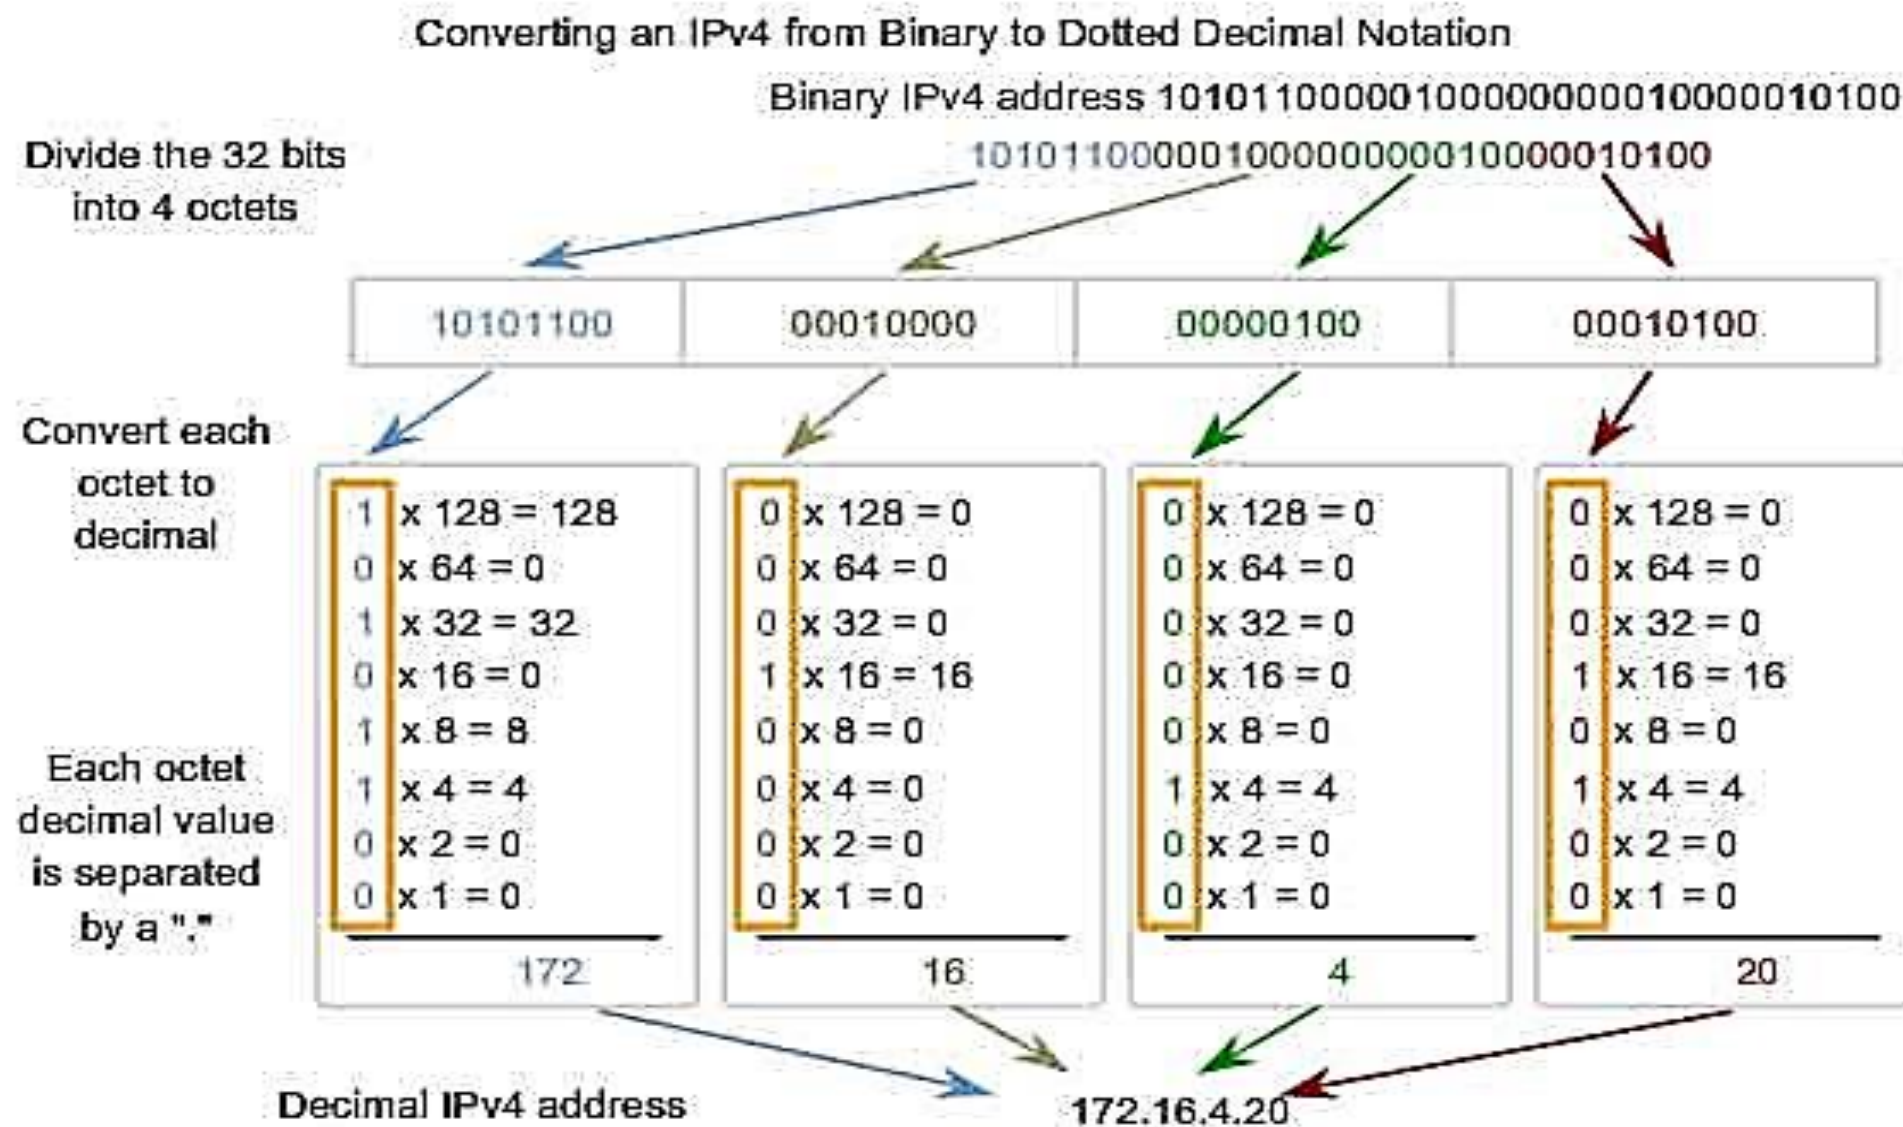 Converting an IPv4 from Binary to Dotted Decimal Notation
Binary IPv4 address 10101100000100000000010000010100
Divide the 32 bits
into 4 octets
10101100000100000000010000010100
10101100 00010000 00000100 00010100
Convert each
octet to
decimal
1 x 128 = 128 0 x 128 = 0 0 x 128 = 0 0 x 128 = 0
0 x 64 = 0 0 x 64 = 0 0 x 64 = 0 0 x 64 = 0
1 x 32 = 32 0 x 32 = 0 0 x 32 = 0 0 x 32 = 0
0 x 16 = 0 1 x 16 = 16 0 x 16 = 0 1 x 16 = 16
1 x 8 = 8 0 x 8 = 0 0 x 8 = 0 0 x 8 = 0
1 x 4 = 4 0 x 4 = 0 1 x 4 = 4 1 x 4 = 4
0 x 2 = 0 0 x 2 = 0 0 x 2 = 0 0 x 2 = 0
0 x 1 = 0 0 x 1 = 0 0 x 1 = 0 0 x 1 = 0
Each octet
decimal value
is separated
by a "."
172 16 4 20
Decimal IPv4 address 172.16.4.20